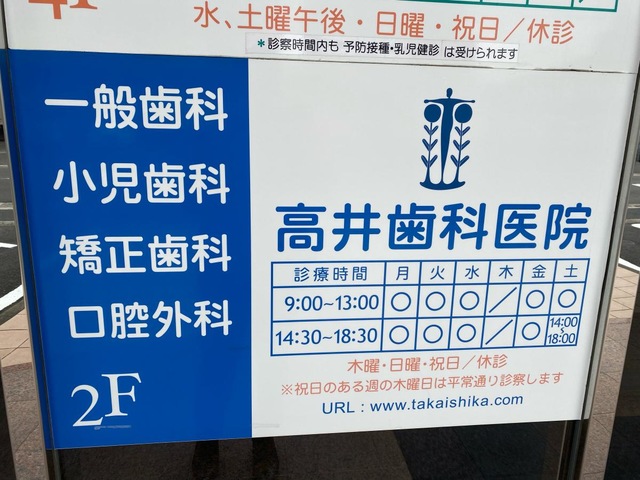 4F
水、土曜午後・日曜・祝日／休診
＊診察時間内も 予防接種・乳児健診 は受けられます
一般歯科
小児歯科
矯正歯科
口腔外科
2F
高井歯科医院
診療時間 月 火 水 木 金 土
9:00~13:00 ○ ○ ○ ／ ○ ○
14:30~18:30 ○ ○ ○ ／ ○ 14:00~18:00
木曜・日曜・祝日／休診
※祝日のある週の木曜日は平常通り診察します
URL : www.takaishika.com